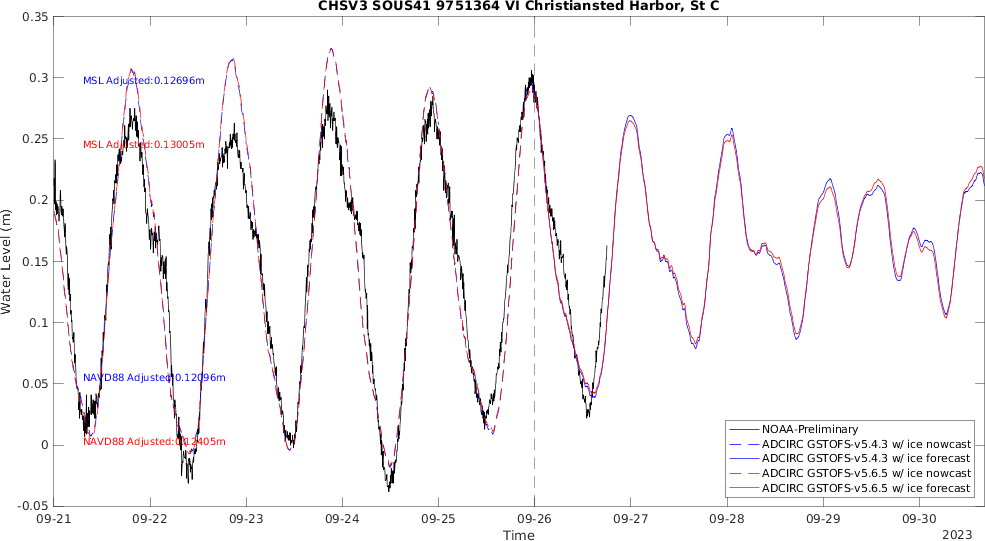 CHSV3 SOUS41 9751364 VI Christiansted Harbor, St C
0.35
0.3
0.25
0.2
0.15
0.1
0.05
0
-0.05
Water Level (m)
MSL Adjusted:0.12696m
MSL Adjusted:0.13005m
NAVD88 Adjusted:0.12096m
NAVD88 Adjusted:0.12405m
NOAA-Preliminary
ADCIRC GSTOFS-v5.4.3 w/ ice nowcast
ADCIRC GSTOFS-v5.4.3 w/ ice forecast
ADCIRC GSTOFS-v5.6.5 w/ ice nowcast
ADCIRC GSTOFS-v5.6.5 w/ ice forecast
09-21 09-22 09-23 09-24 09-25 09-26 09-27 09-28 09-29 09-30
Time
2023